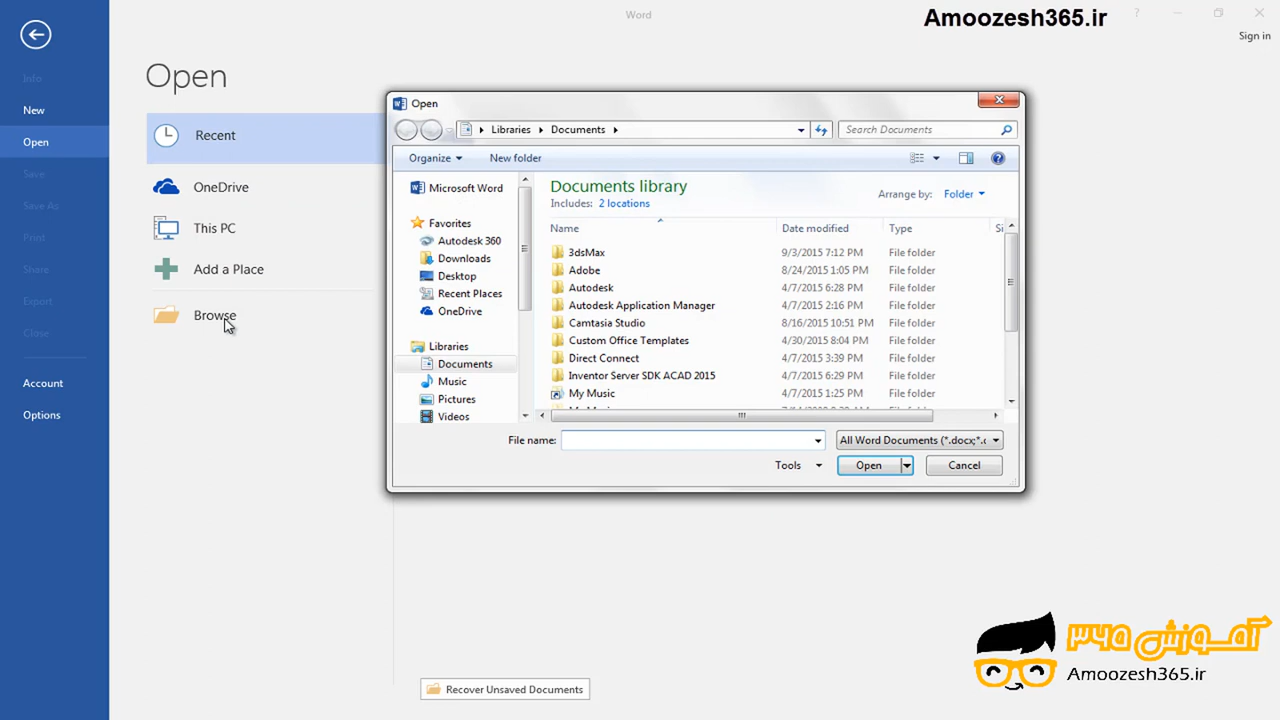 Word
Amoozesh365.ir
Sign in
Info
New
Open
Save
Save As
Print
Share
Export
Close
Account
Options
Open
Recent
OneDrive
This PC
Add a Place
Browse
Open
Libraries Documents
Search Documents
Organize New folder
Microsoft Word
Favorites
Autodesk 360
Downloads
Desktop
Recent Places
OneDrive
Libraries
Documents
Music
Pictures
Videos
Documents library
Includes: 2 locations
Arrange by: Folder
Name Date modified Type Si
3dsMax 9/3/2015 7:12 PM File folder
Adobe 8/24/2015 1:05 PM File folder
Autodesk 4/7/2015 6:28 PM File folder
Autodesk Application Manager 4/7/2015 2:16 PM File folder
Camtasia Studio 8/16/2015 10:51 PM File folder
Custom Office Templates 4/30/2015 8:04 PM File folder
Direct Connect 4/7/2015 3:39 PM File folder
Inventor Server SDK ACAD 2015 4/7/2015 6:29 PM File folder
My Music 4/7/2015 1:25 PM File folder
File name: All Word Documents (*.docx;*.c
Tools Open Cancel
Recover Unsaved Documents
آموزش ۳۶۵
Amoozesh365.ir